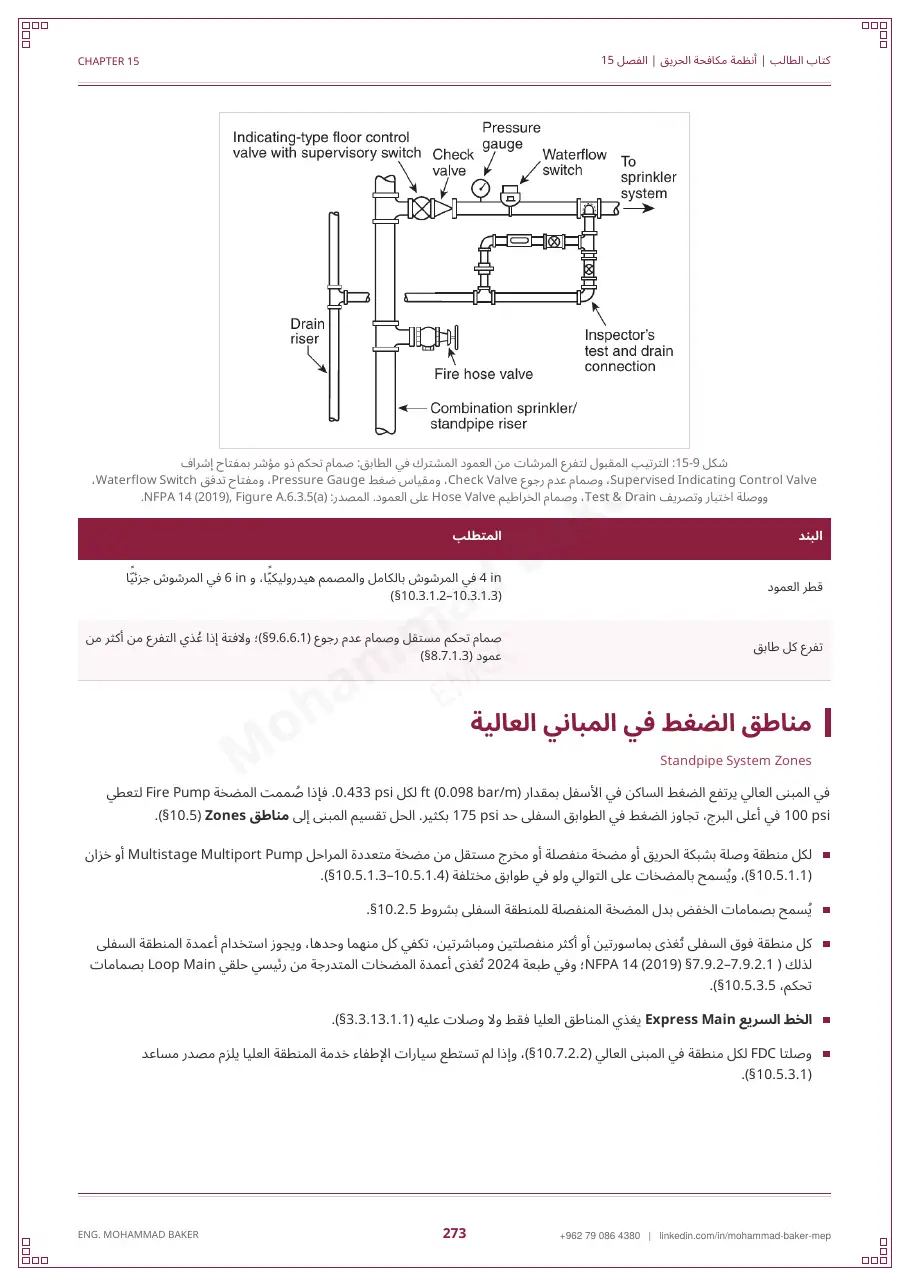 CHAPTER 15
كتاب الطالب | أنظمة مكافحة الحريق | الفصل 15
Indicating-type floor control
valve with supervisory switch
Check
valve
Pressure
gauge
Waterflow
switch
To
sprinkler
system
Drain
riser
Fire hose valve
Inspector's
test and drain
connection
Combination sprinkler/
standpipe riser
شكل 9-15: الترتيب المقبول لتفرع المرشات من العمود المشترك في الطابق: صمام تحكم ذو مؤشر بمفتاح إشراف
Supervised Indicating Control Valve، وصمام عدم رجوع Check Valve، ومقياس ضغط Pressure Gauge، ومفتاح تدفق Waterflow Switch،
ووصلة اختبار وتصريف Test & Drain، وصمام الخراطيم Hose Valve على العمود. المصدر: NFPA 14 (2019), Figure A.6.3.5(a).
البند
المتطلب
قطر العمود
4 in في المرشوش بالكامل والمصمم هيدروليكيًّا، و 6 in في المرشوش جزئيًّا
(§10.3.1.2–10.3.1.3)
تفرع كل طابق
صمام تحكم مستقل وصمام عدم رجوع (§9.6.6.1)؛ ولافتة إذا غُذي التفرع من أكثر من
عمود (§8.7.1.3)
مناطق الضغط في المباني العالية
Standpipe System Zones
في المبنى العالي يرتفع الضغط الساكن في الأسفل بمقدار 0.433 psi لكل ft (0.098 bar/m). فإذا صُممت المضخة Fire Pump لتعطي
100 psi في أعلى البرج، تجاوز الضغط في الطوابق السفلى حد 175 psi بكثير. الحل تقسيم المبنى إلى مناطق Zones (§10.5).
لكل منطقة وصلة بشبكة الحريق أو مضخة منفصلة أو مخرج مستقل من مضخة متعددة المراحل Multistage Multiport Pump أو خزان
(§10.5.1.1)، ويُسمح بالمضخات على التوالي ولو في طوابق مختلفة (§10.5.1.3–10.5.1.4).
يُسمح بصمامات الخفض بدل المضخة المنفصلة للمنطقة السفلى بشروط §10.2.5.
كل منطقة فوق السفلى تُغذى بماسورتين أو أكثر منفصلتين ومباشرتين، تكفي كل منهما وحدها، ويجوز استخدام أعمدة المنطقة السفلى
لذلك (NFPA 14 (2019) §7.9.2–7.9.2.1؛ وفي طبعة 2024 تُغذى أعمدة المضخات المتدرجة من رئيسي حلقي Loop Main بصمامات
تحكم، §10.5.3.5).
الخط السريع Express Main يغذي المناطق العليا فقط ولا وصلات عليه (§3.3.13.1.1).
وصلتا FDC لكل منطقة في المبنى العالي (§10.7.2.2)، وإذا لم تستطع سيارات الإطفاء خدمة المنطقة العليا يلزم مصدر مساعد
(§10.5.3.1).
ENG. MOHAMMAD BAKER
273
+962 79 086 4380 | linkedin.com/in/mohammad-baker-mep